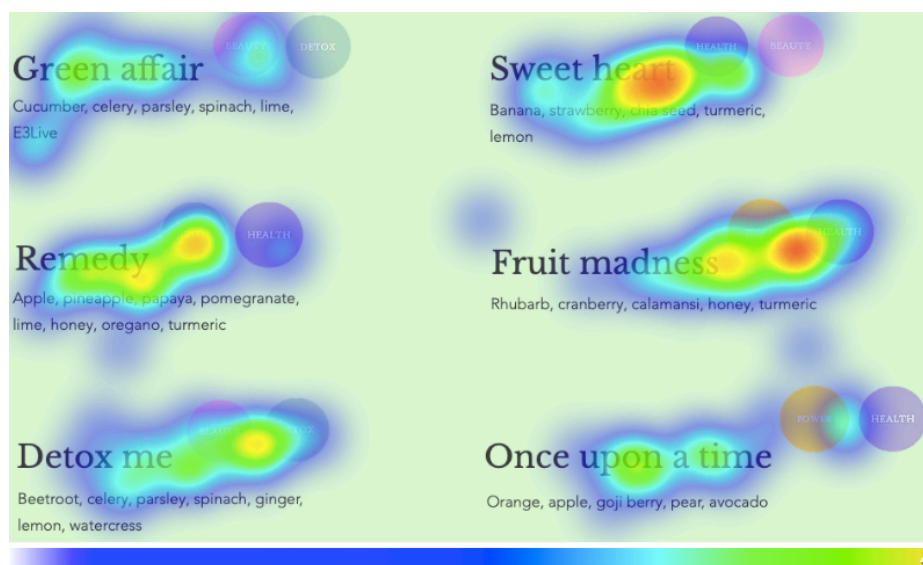 BEAUTY DETOX
Green affair
Cucumber, celery, parsley, spinach, lime,
E3Live
HEALTH BEAUTY
Sweet heart
Banana, strawberry, chia seed, turmeric,
lemon
HEALTH
Remedy
Apple, pineapple, papaya, pomegranate,
lime, honey, oregano, turmeric
HEALTH
Fruit madness
Rhubarb, cranberry, calamansi, honey, turmeric
Detox me
Beetroot, celery, parsley, spinach, ginger,
lemon, watercress
POWER HEALTH
Once upon a time
Orange, apple, goji berry, pear, avocado